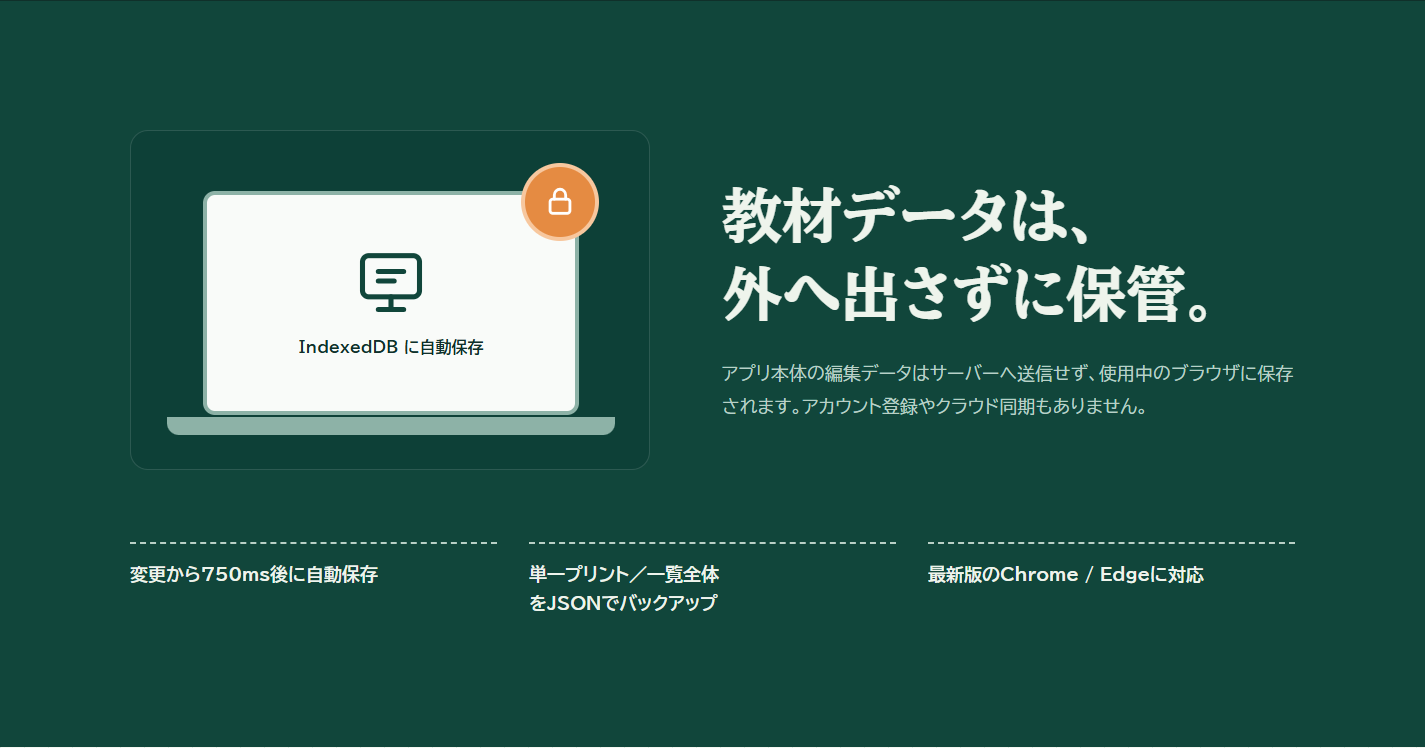 IndexedDB に自動保存
教材データは、
外へ出さずに保管。
アプリ本体の編集データはサーバーへ送信せず、使用中のブラウザに保存
されます。アカウント登録やクラウド同期もありません。
変更から750ms後に自動保存
単一プリント／一覧全体
をJSONでバックアップ
最新版のChrome / Edgeに対応